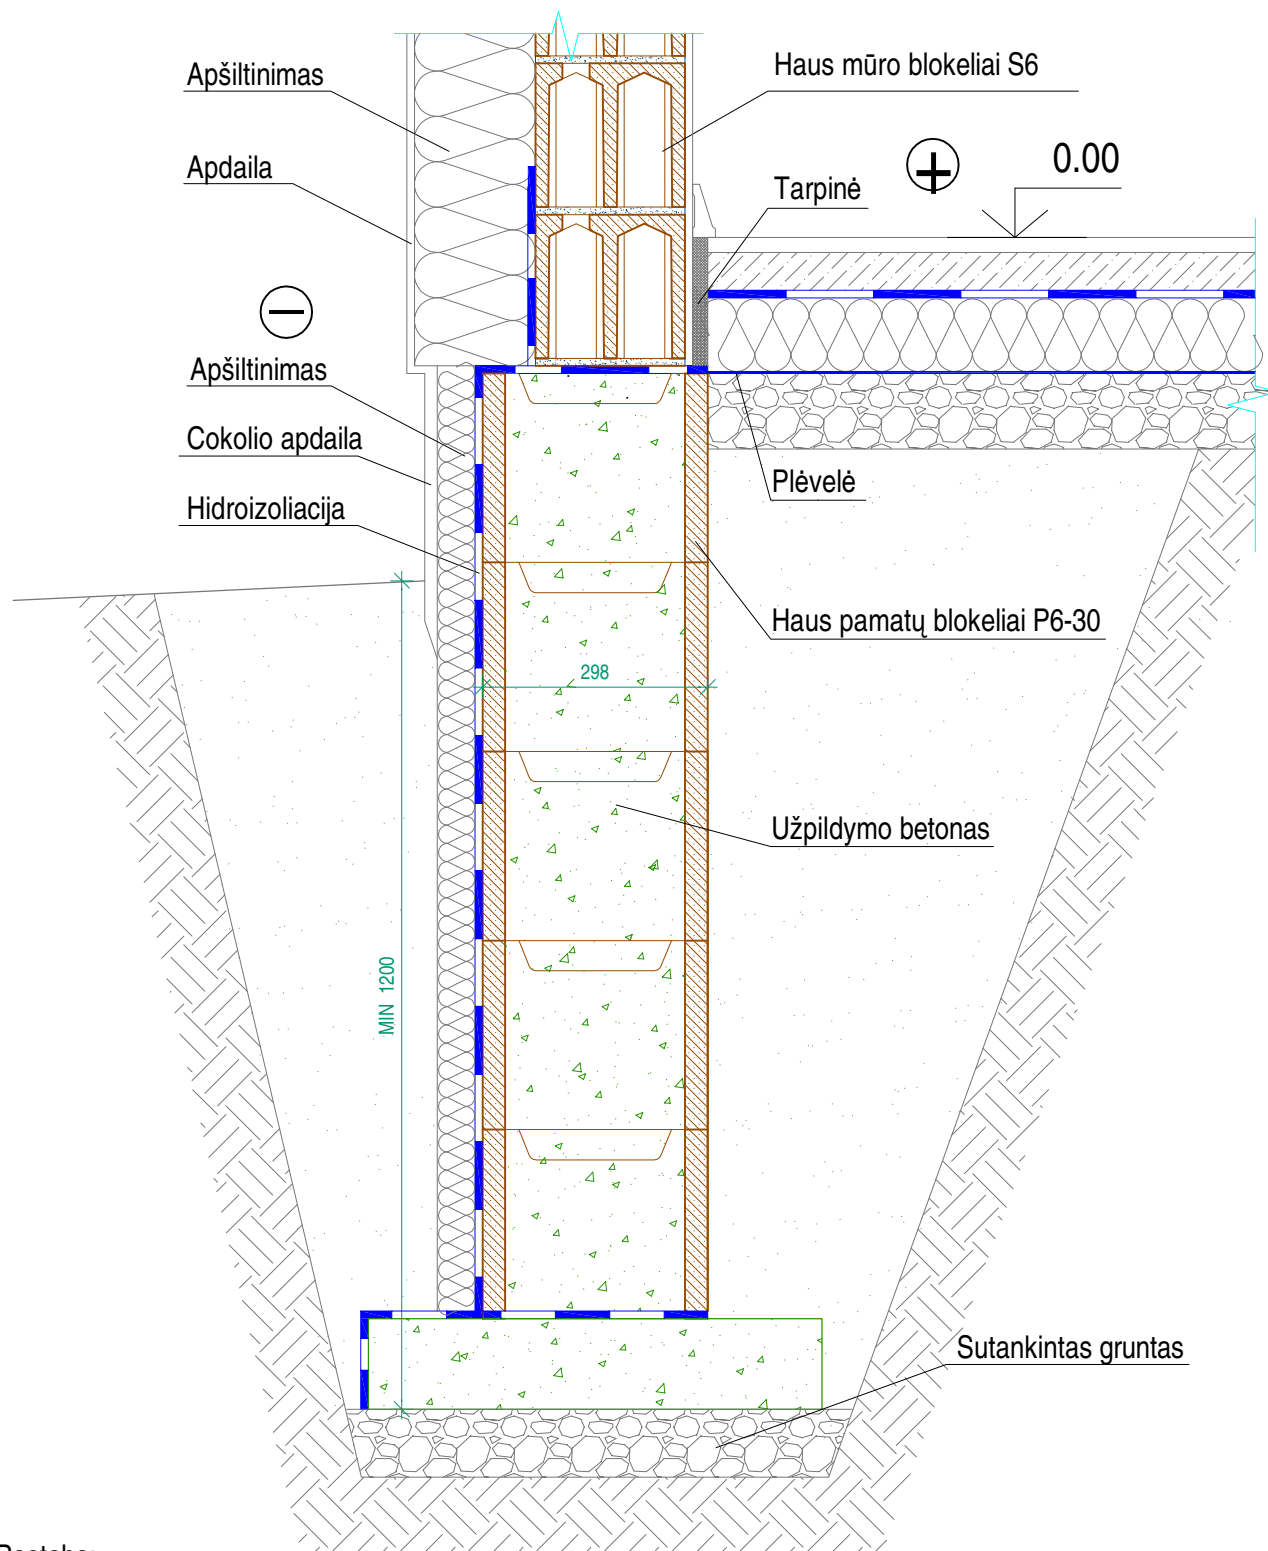 Apšiltinimas
Haus mūro blokeliai S6
Apdaila
0.00
Tarpinė
Apšiltinimas
Cokolio apdaila
Plėvelė
Hidroizoliacija
Haus pamatų blokeliai P6-30
298
Užpildymo betonas
MIN 1200
Sutankintas gruntas